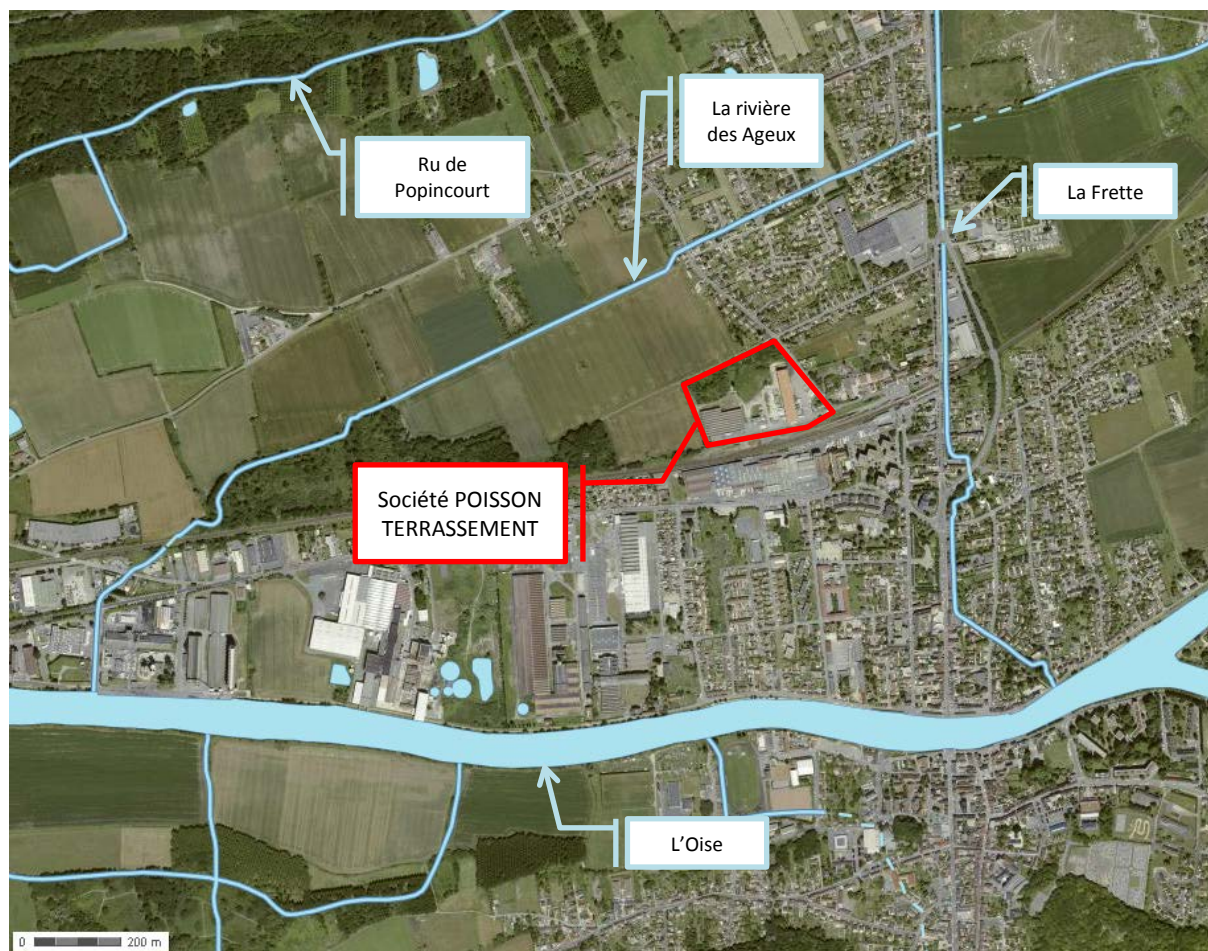 La rivière
des Ageux
Ru de
Popincourt
La Frette
Société POISSON
TERRASSEMENT
L’Oise
0 200 m